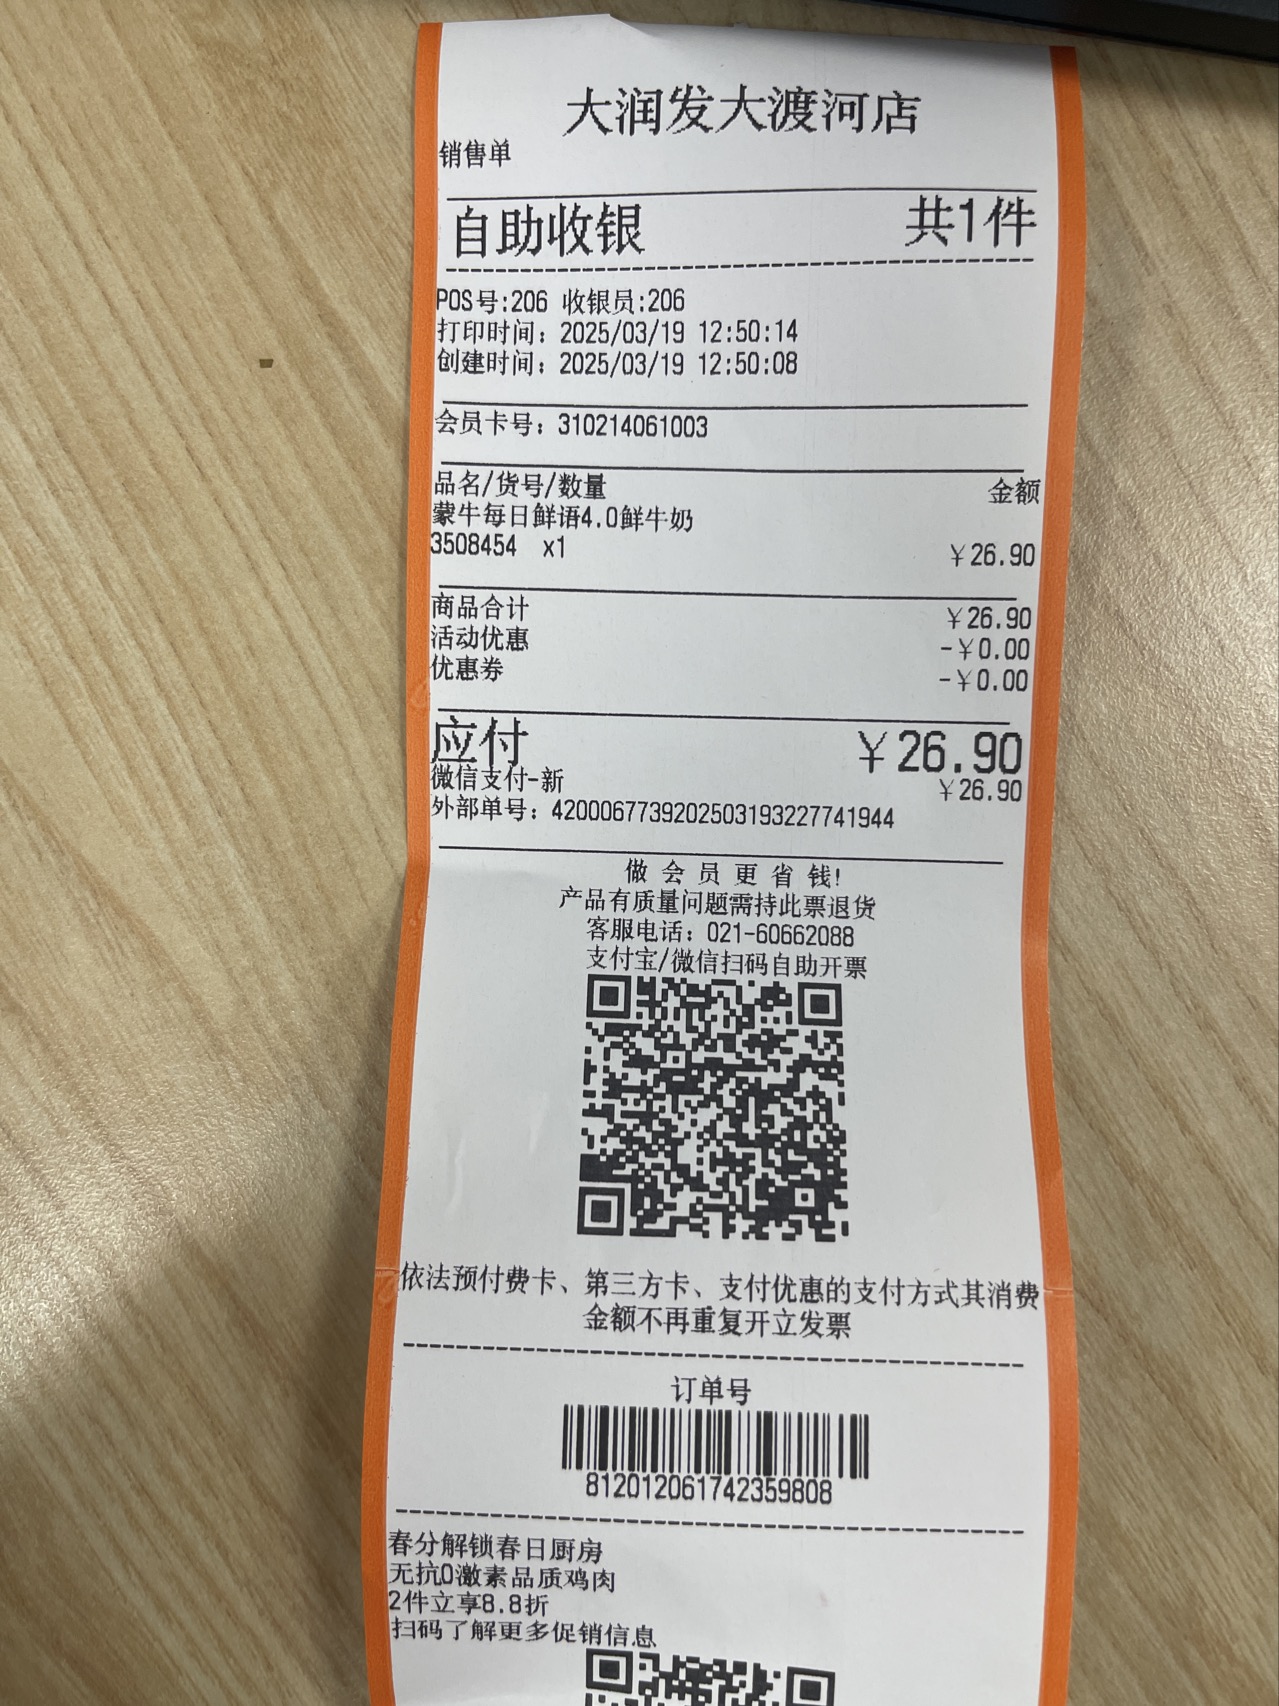 大润发大渡河店
销售单
自助收银 共1件
POS号:206 收银员:206
打印时间：2025/03/19 12:50:14
创建时间：2025/03/19 12:50:08
会员卡号：310214061003
品名/货号/数量 金额
蒙牛每日鲜语4.0鲜牛奶
3508454 x1 ￥26.90
商品合计 ￥26.90
活动优惠 -￥0.00
优惠券 -￥0.00
应付 ￥26.90
微信支付-新 ￥26.90
外部单号：4200067739202503193227741944
做 会 员 更 省 钱!
产品有质量问题需持此票退货
客服电话：021-60662088
支付宝/微信扫码自助开票
依法预付费卡、第三方卡、支付优惠的支付方式其消费
金额不再重复开立发票
订单号
812012061742359808
春分解锁春日厨房
无抗0激素品质鸡肉
2件立享8.8折
扫码了解更多促销信息